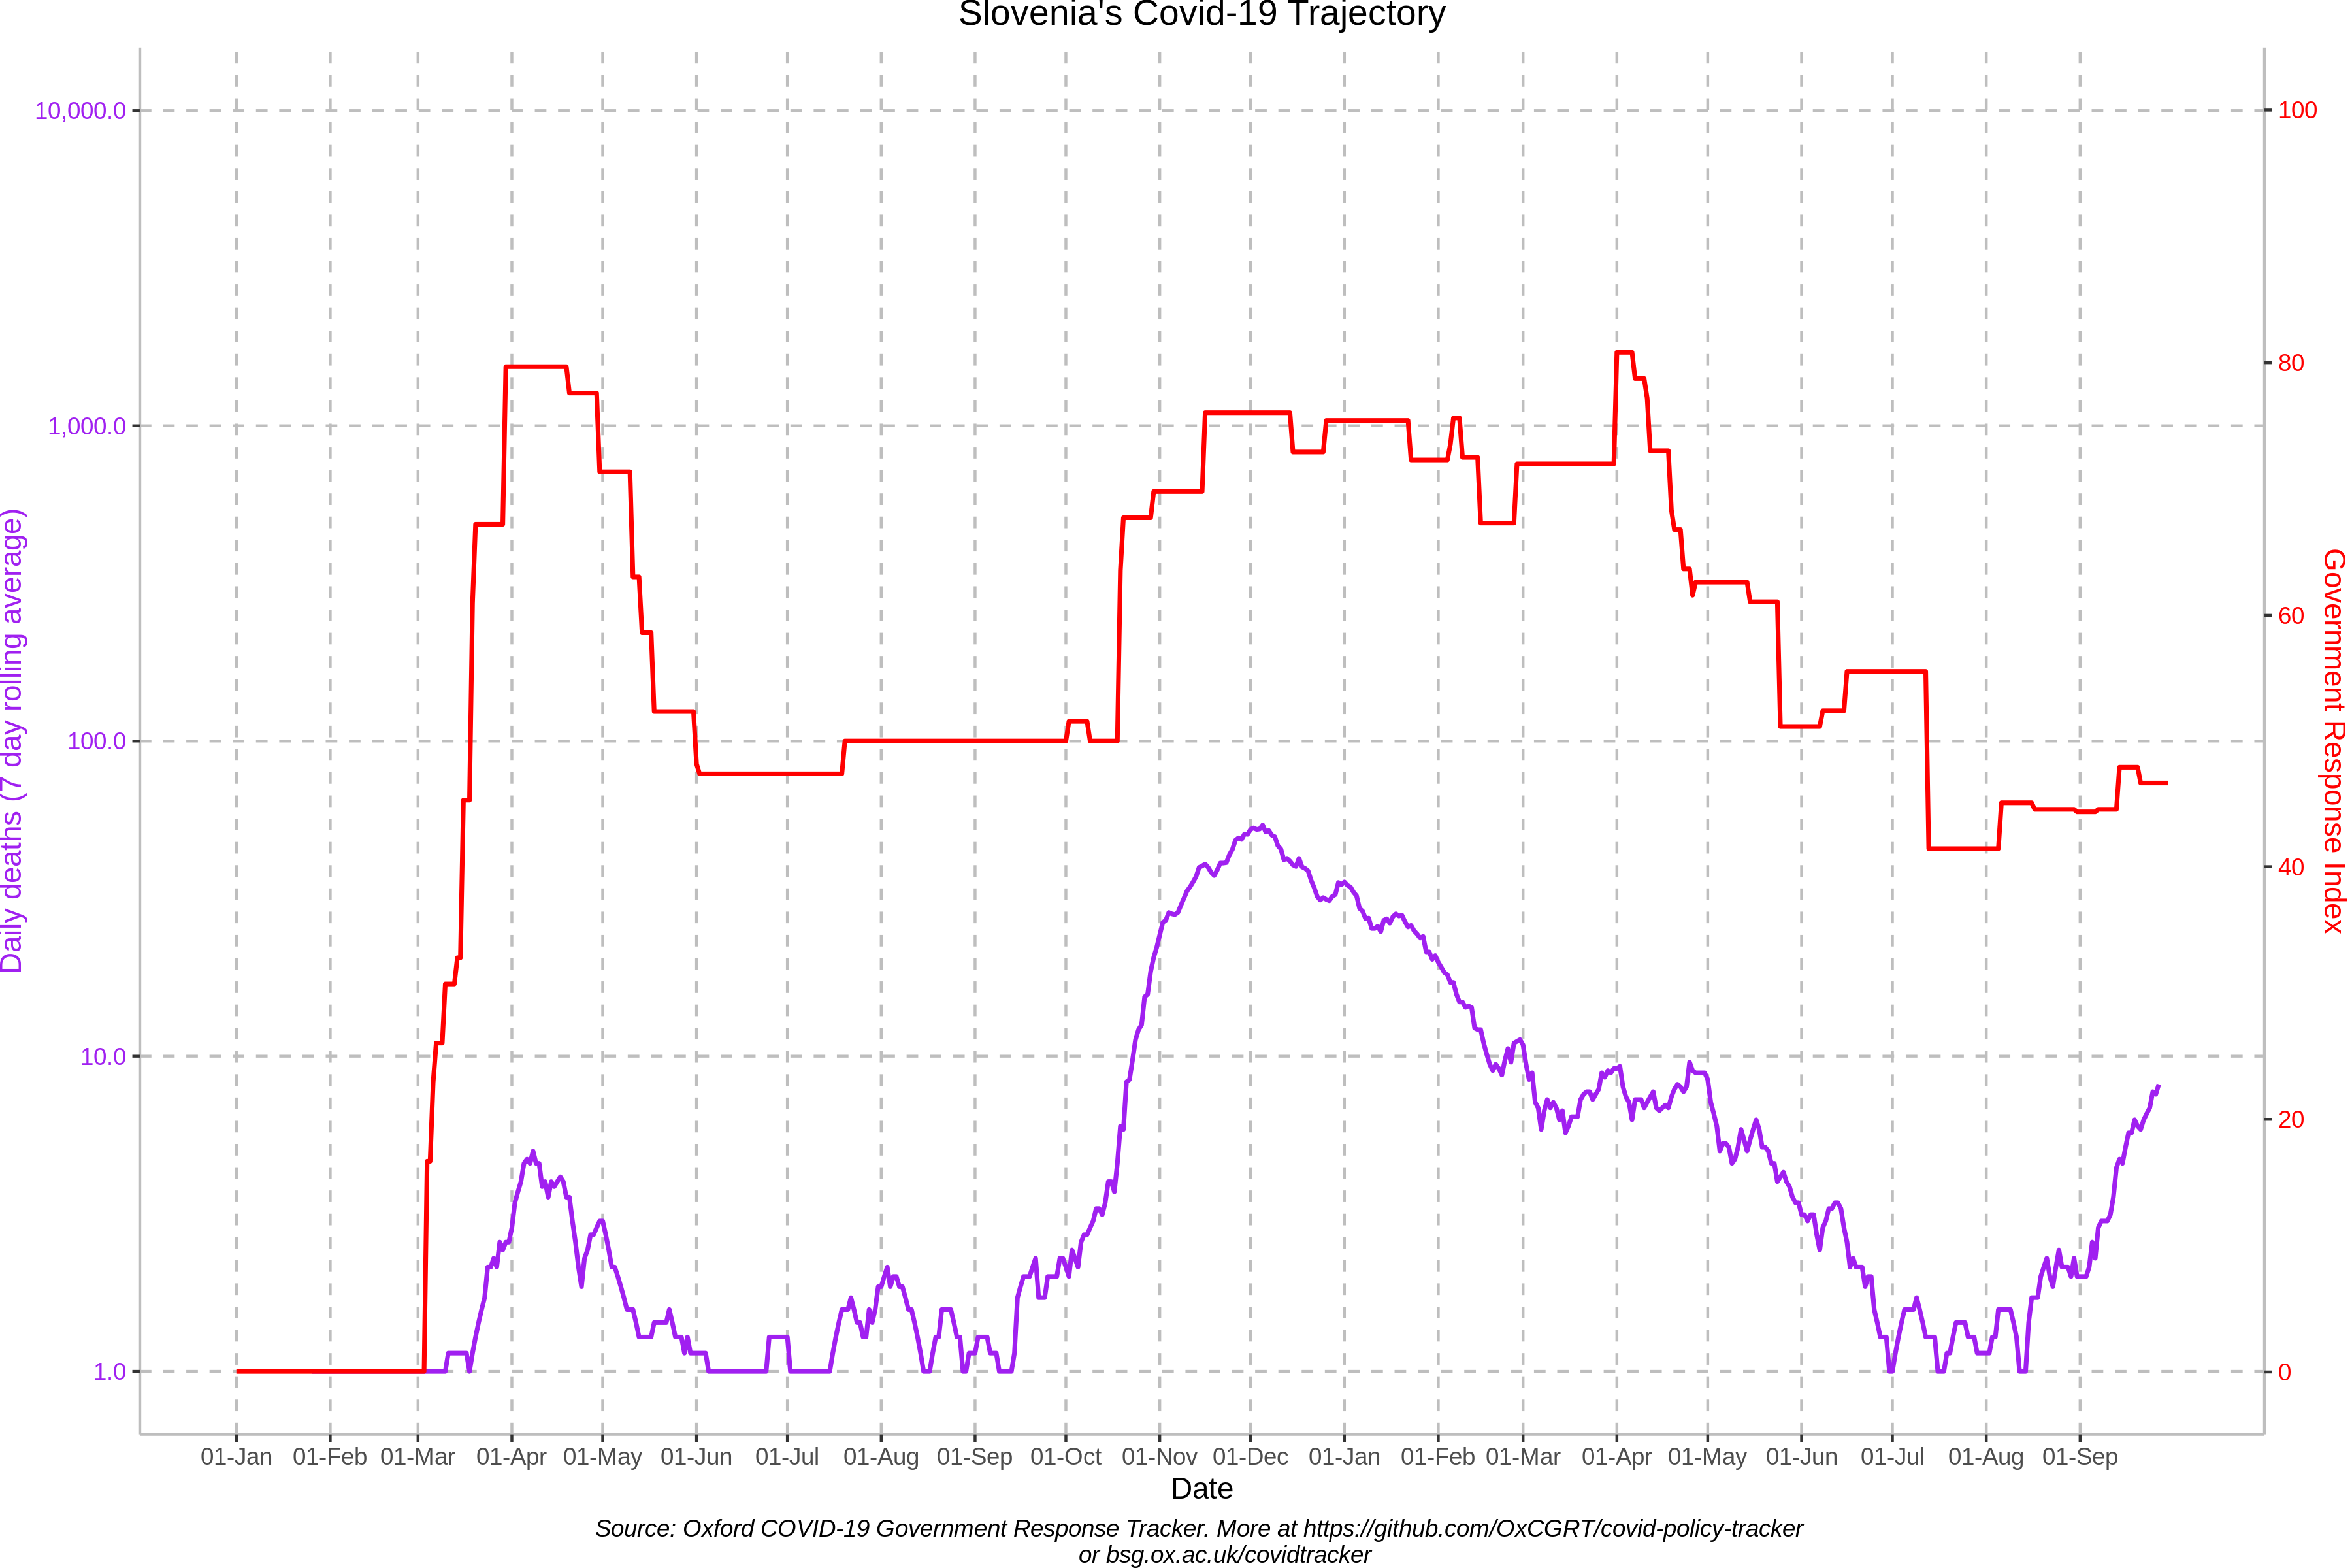 Slovenia's Covid-19 Trajectory
10,000.0
1,000.0
100.0
10.0
1.0
Daily deaths (7 day rolling average)
100
80
60
40
20
0
Government Response Index
01-Jan 01-Feb 01-Mar 01-Apr 01-May 01-Jun 01-Jul 01-Aug 01-Sep 01-Oct 01-Nov 01-Dec 01-Jan 01-Feb 01-Mar 01-Apr 01-May 01-Jun 01-Jul 01-Aug 01-Sep
Date
Source: Oxford COVID-19 Government Response Tracker. More at https://github.com/OxCGRT/covid-policy-tracker
or bsg.ox.ac.uk/covidtracker